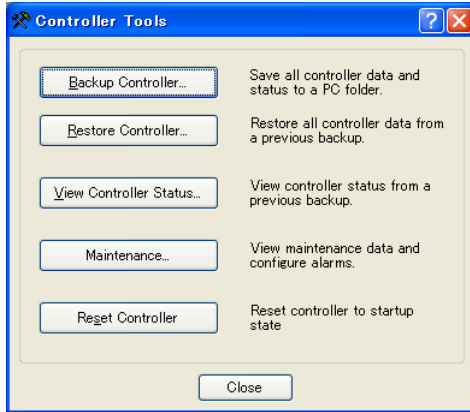 Controller Tools
Backup Controller...
Save all controller data and
status to a PC folder.
Restore Controller...
Restore all controller data from
a previous backup.
View Controller Status...
View controller status from a
previous backup.
Maintenance...
View maintenance data and
configure alarms.
Reset Controller
Reset controller to startup
state
Close